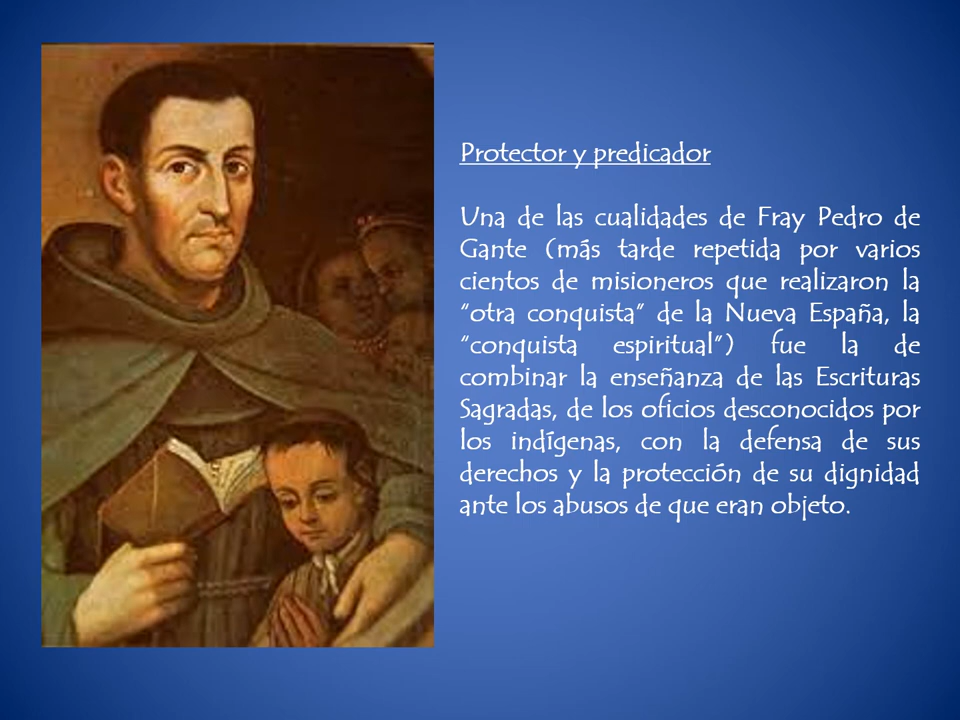 Protector y predicador
Una de las cualidades de Fray Pedro de
Gante (más tarde repetida por varios
cientos de misioneros que realizaron la
“otra conquista” de la Nueva España, la
“conquista espiritual”) fue la de
combinar la enseñanza de las Escrituras
Sagradas, de los oficios desconocidos por
los indígenas, con la defensa de sus
derechos y la protección de su dignidad
ante los abusos de que eran objeto.